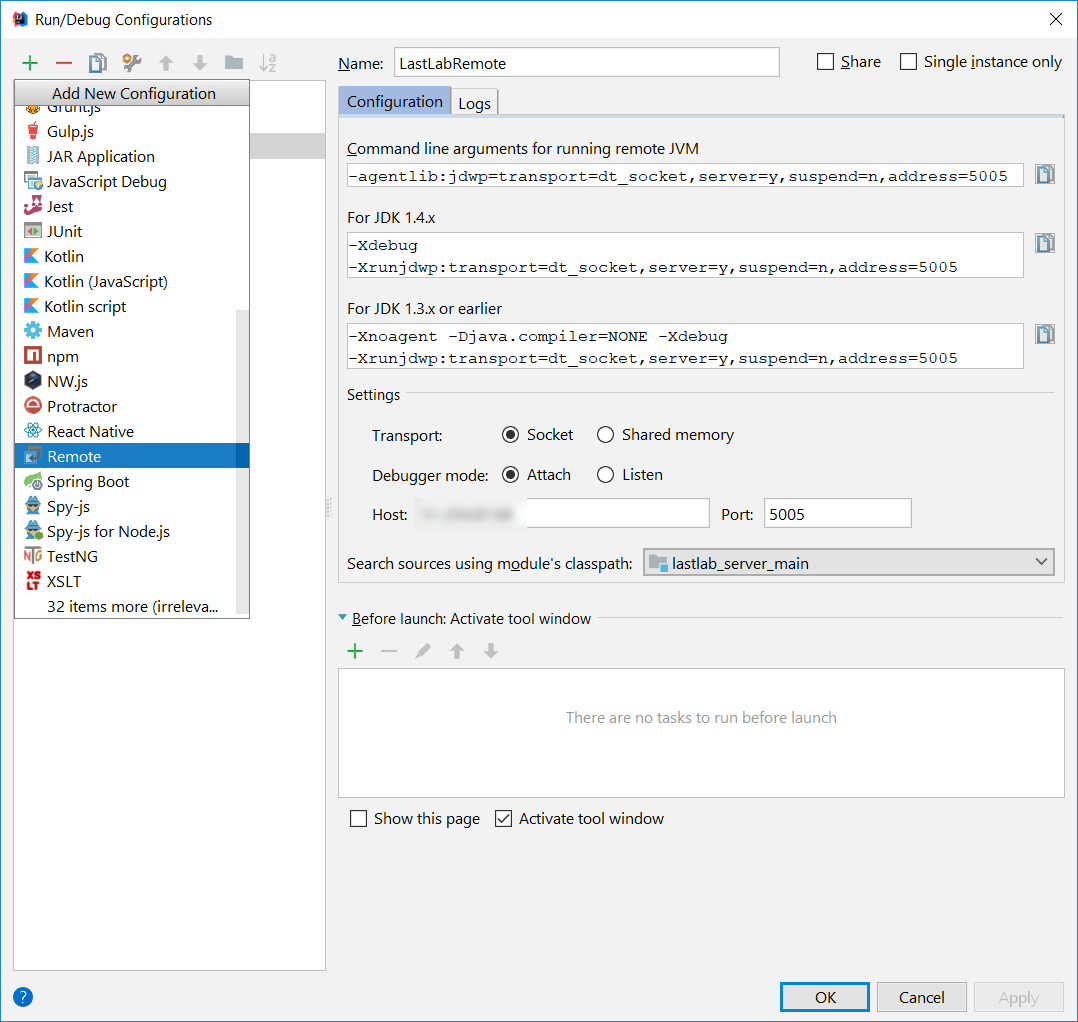 Run/Debug Configurations
Name: LastLabRemote
Share
Single instance only
Add New Configuration
Grunt.js
Gulp.js
JAR Application
JavaScript Debug
Jest
JUnit
Kotlin
Kotlin (JavaScript)
Kotlin script
Maven
npm
NW.js
Protractor
React Native
Remote
Spring Boot
Spy-js
Spy-js for Node.js
TestNG
XSLT
32 items more (irreleva...
Configuration
Logs
Command line arguments for running remote JVM
-agentlib:jdwp=transport=dt_socket,server=y,suspend=n,address=5005
For JDK 1.4.x
-Xdebug
-Xrunjdwp:transport=dt_socket,server=y,suspend=n,address=5005
For JDK 1.3.x or earlier
-Xnoagent -Djava.compiler=NONE -Xdebug
-Xrunjdwp:transport=dt_socket,server=y,suspend=n,address=5005
Settings
Transport: Socket Shared memory
Debugger mode: Attach Listen
Host: Port: 5005
Search sources using module's classpath: lastlab_server_main
Before launch: Activate tool window
There are no tasks to run before launch
Show this page Activate tool window
? OK Cancel Apply